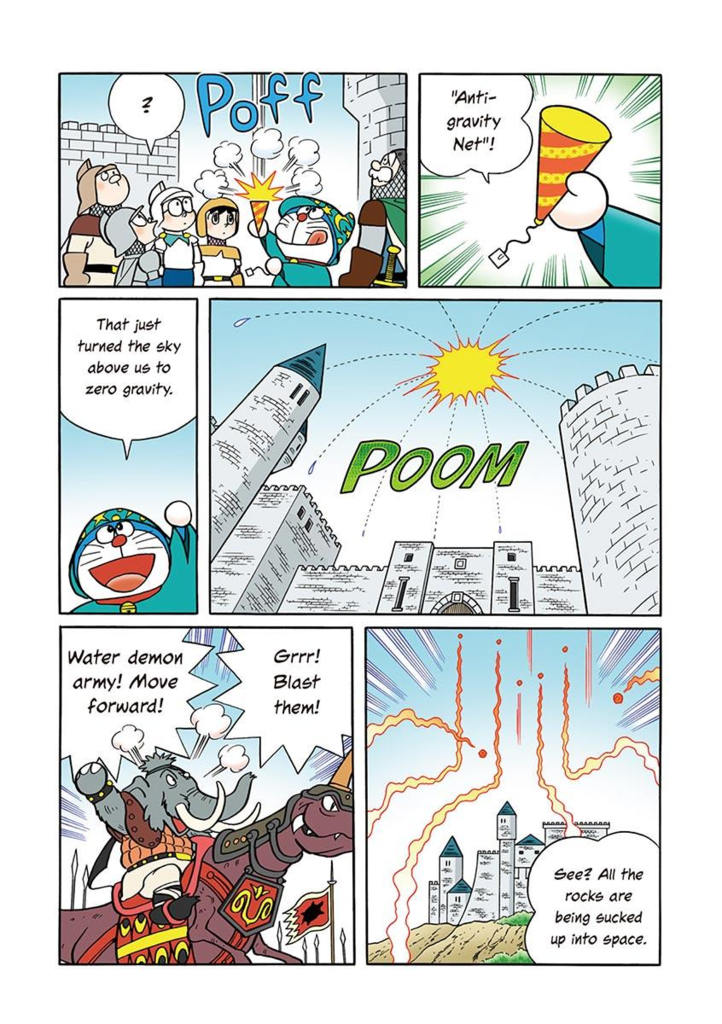 ?
Poff
"Anti-
gravity
Net"!
That just
turned the sky
above us to
zero gravity.
POOM
Water demon
army! Move
forward!
Grrr!
Blast
them!
See? All the
rocks are
being sucked
up into space.